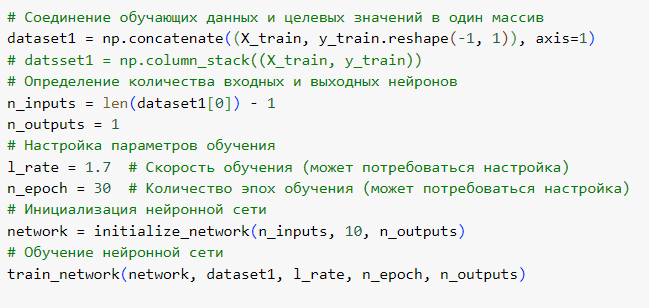 # Соединение обучающих данных и целевых значений в один массив
dataset1 = np.concatenate((X_train, y_train.reshape(-1, 1)), axis=1)
# datsset1 = np.column_stack((X_train, y_train))
# Определение количества входных и выходных нейронов
n_inputs = len(dataset1[0]) - 1
n_outputs = 1
# Настройка параметров обучения
l_rate = 1.7  # Скорость обучения (может потребоваться настройка)
n_epoch = 30  # Количество эпох обучения (может потребоваться настройка)
# Инициализация нейронной сети
network = initialize_network(n_inputs, 10, n_outputs)
# Обучение нейронной сети
train_network(network, dataset1, l_rate, n_epoch, n_outputs)